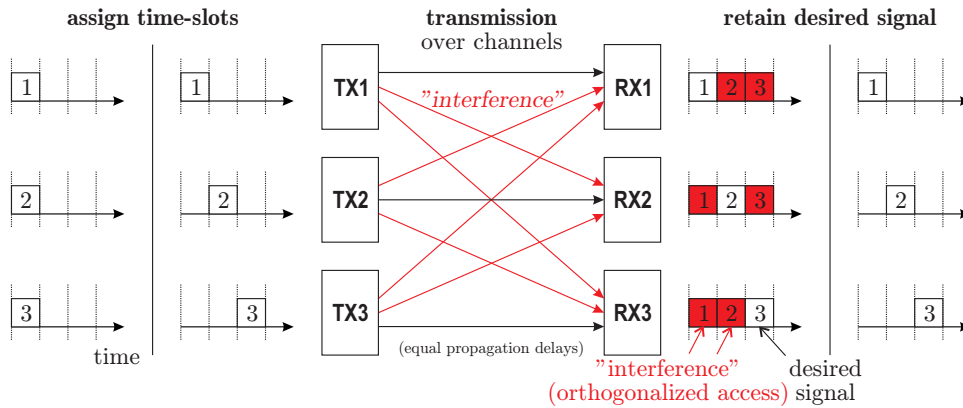 assign time-slots
transmission
over channels
retain desired signal
1 1 TX1 "interference" RX1 1 2 3 1
2 2 TX2 RX2 1 2 3 2
3 3 TX3 RX3 1 2 3 3
time
(equal propagation delays)
"interference"
(orthogonalized access)
desired
signal